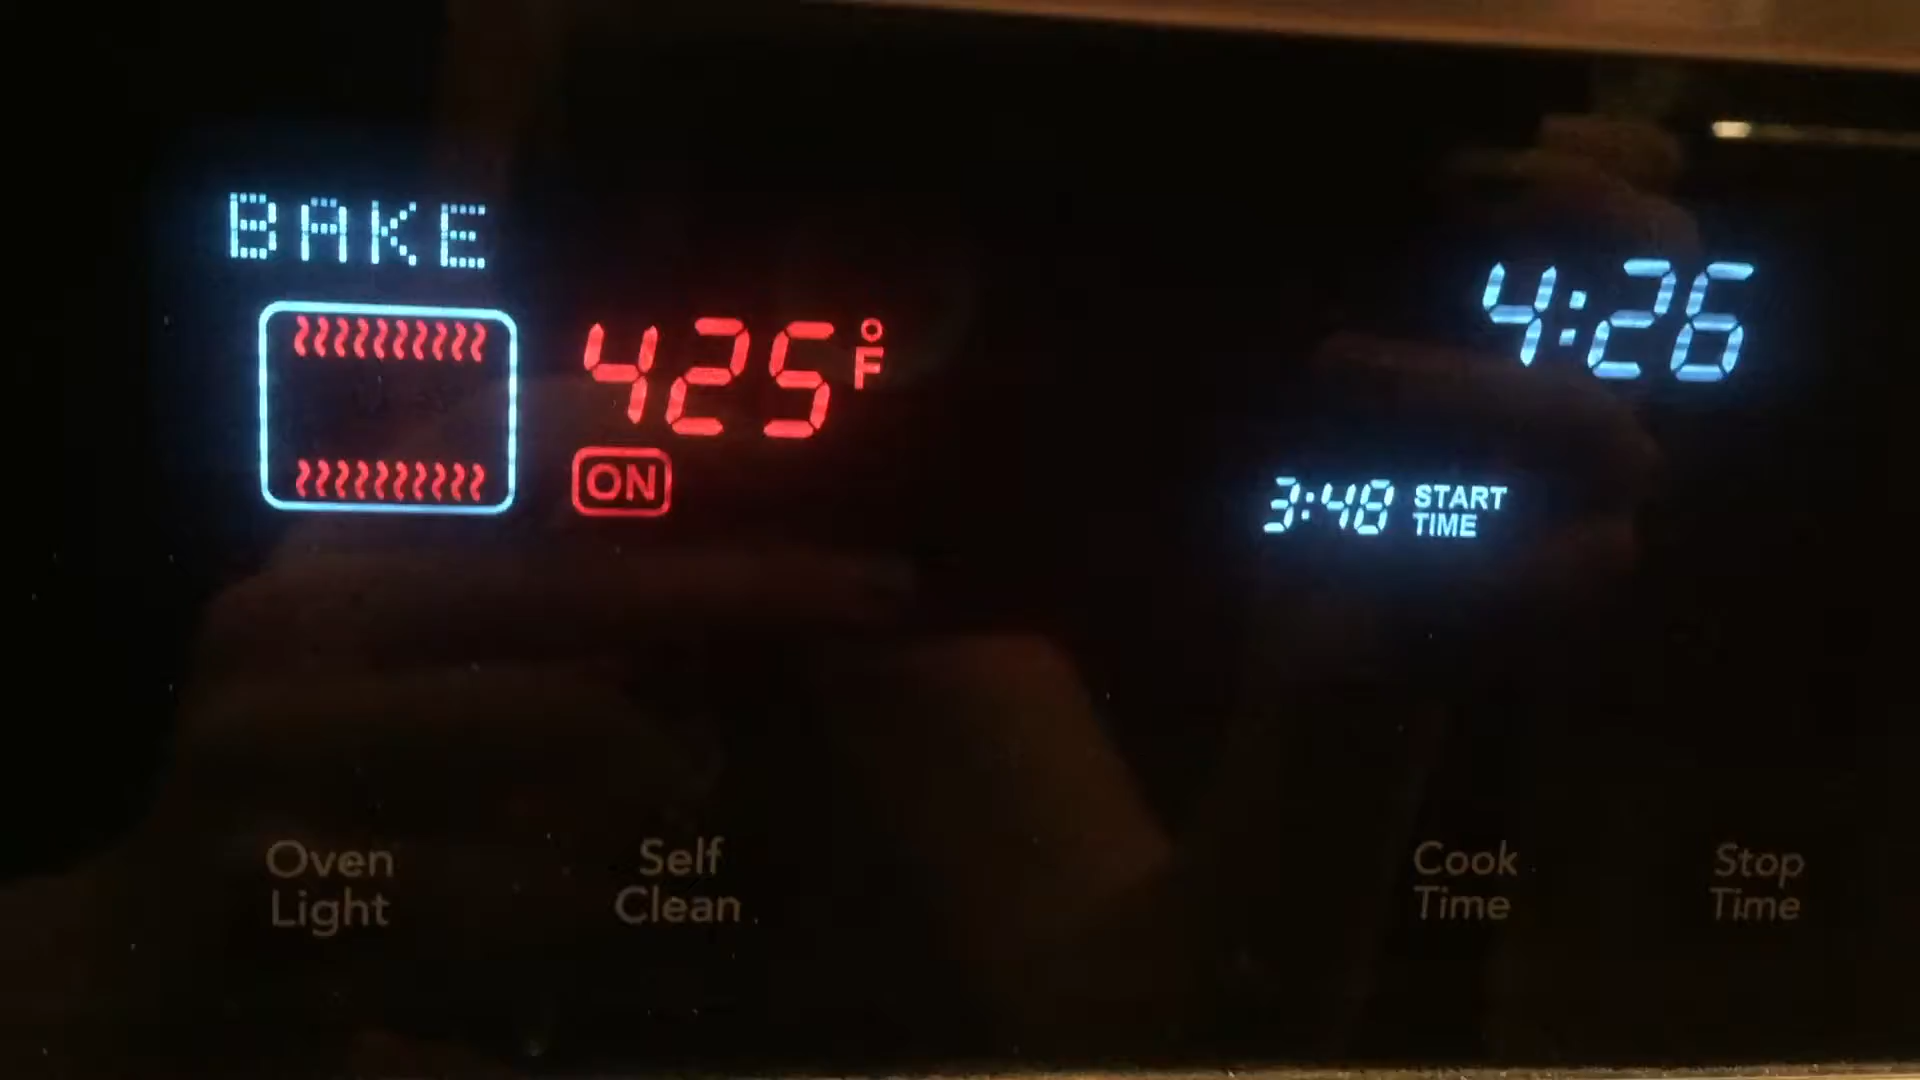 BAKE
4:26
425°F
ON
3:48 START
TIME
Oven
Light
Self
Clean
Cook
Time
Stop
Time